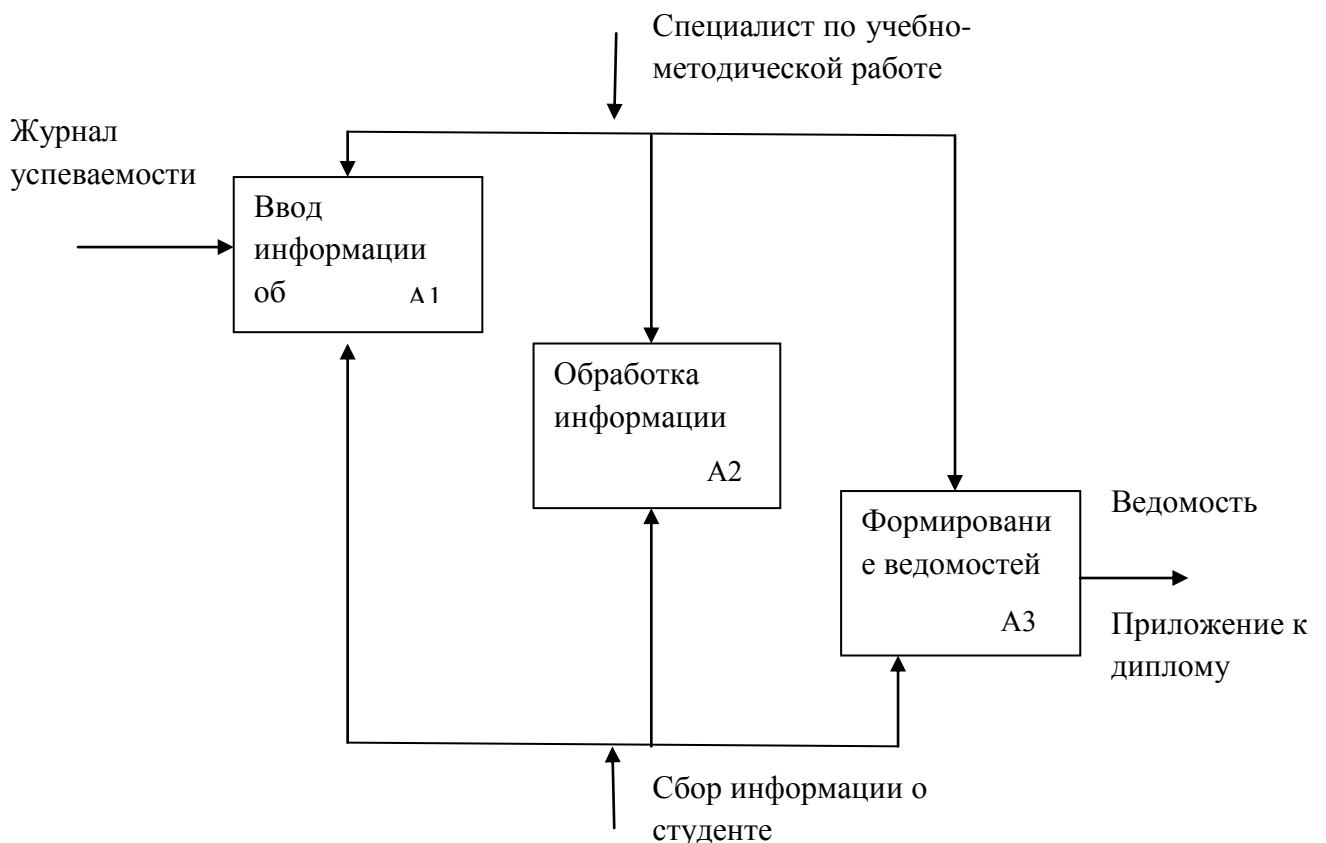 Специалист по учебно-
методической работе
Журнал
успеваемости
Ввод
информации
об
А1
Обработка
информации
А2
Формировани
е ведомостей
А3
Ведомость
Приложение к
диплому
Сбор информации о
студенте